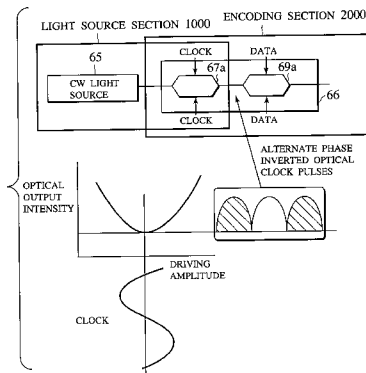 LIGHT SOURCE SECTION 1000
ENCODING SECTION 2000
65
CLOCK
DATA
67a
69a
CW LIGHT
SOURCE
CLOCK
DATA
66
ALTERNATE PHASE
INVERTED OPTICAL
CLOCK PULSES
OPTICAL
OUTPUT
INTENSITY
DRIVING
AMPLITUDE
CLOCK